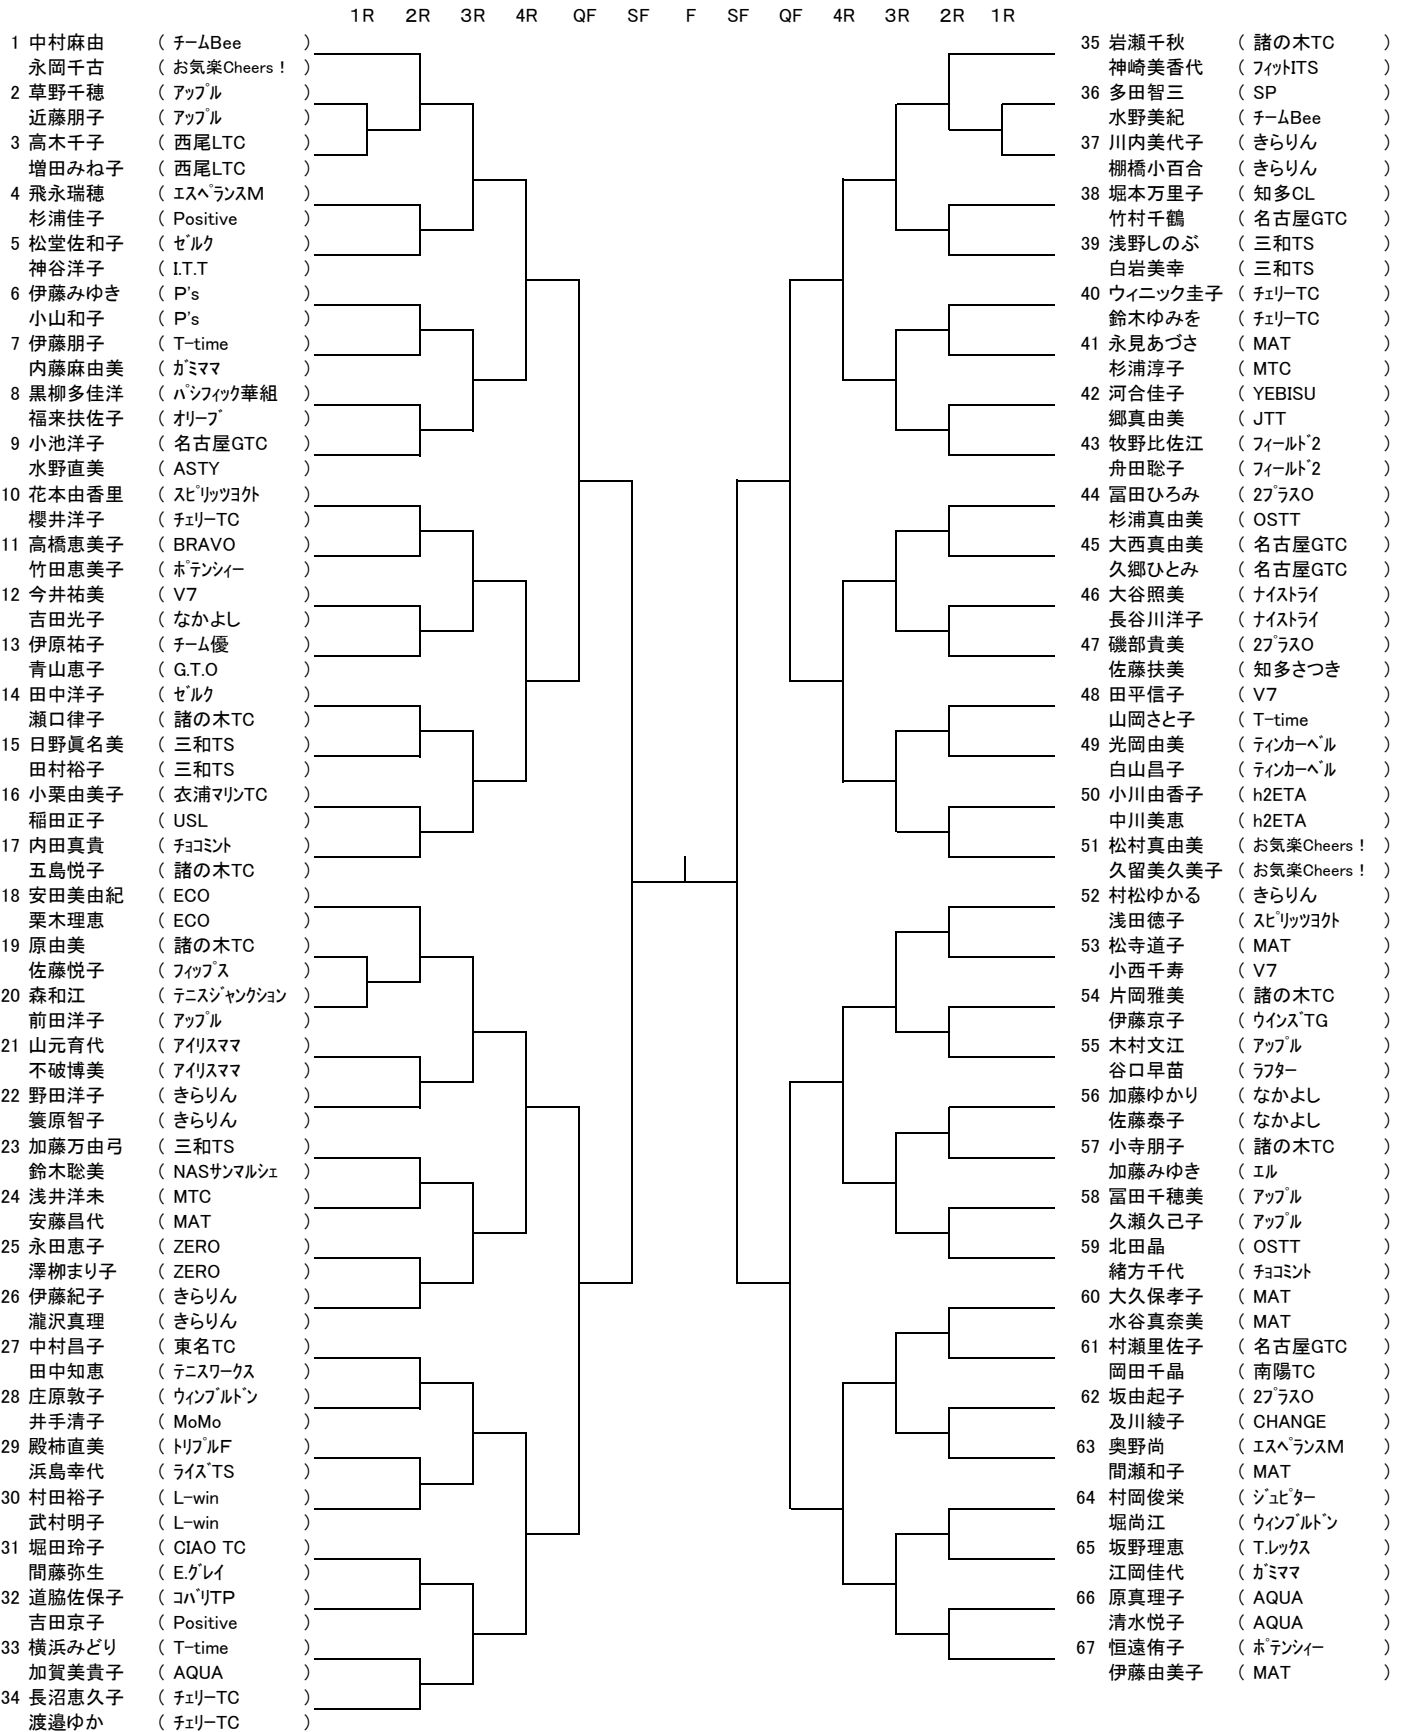 1R 2R 3R 4R QF SF F SF QF 4R 3R 2R 1R
1 中村麻由 ( チームBee )
永岡千古 ( お気楽Cheers! )
2 草野千穂 ( アップル )
近藤朋子 ( アップル )
3 高木千子 ( 西尾LTC )
増田みね子 ( 西尾LTC )
4 飛永瑞穂 ( エスペランスM )
杉浦佳子 ( Positive )
5 松堂佐和子 ( ゼルク )
神谷洋子 ( I.T.T )
6 伊藤みゆき ( P's )
小山和子 ( P's )
7 伊藤朋子 ( T-time )
内藤麻由美 ( ガミママ )
8 黒柳多佳洋 ( パシフィック華組 )
福来扶佐子 ( オリーブ )
9 小池洋子 ( 名古屋GTC )
水野直美 ( ASTY )
10 花本由香里 ( スピリッツヨクト )
櫻井洋子 ( チェリーTC )
11 高橋恵美子 ( BRAVO )
竹田恵美子 ( ポテンシィー )
12 今井祐美 ( V7 )
吉田光子 ( なかよし )
13 伊原祐子 ( チーム優 )
青山恵子 ( G.T.O )
14 田中洋子 ( ゼルク )
瀬口律子 ( 諸の木TC )
15 日野眞名美 ( 三和TS )
田村裕子 ( 三和TS )
16 小栗由美子 ( 衣浦マリンTC )
稲田正子 ( USL )
17 内田真貴 ( チョコミント )
五島悦子 ( 諸の木TC )
18 安田美由紀 ( ECO )
栗木理恵 ( ECO )
19 原由美 ( 諸の木TC )
佐藤悦子 ( フィップス )
20 森和江 ( テニスジャンクション )
前田洋子 ( アップル )
21 山元育代 ( アイリスママ )
不破博美 ( アイリスママ )
22 野田洋子 ( きらりん )
簑原智子 ( きらりん )
23 加藤万由弓 ( 三和TS )
鈴木聡美 ( NASサンマルシェ )
24 浅井洋未 ( MTC )
安藤昌代 ( MAT )
25 永田恵子 ( ZERO )
澤栁まり子 ( ZERO )
26 伊藤紀子 ( きらりん )
瀧沢真理 ( きらりん )
27 中村昌子 ( 東名TC )
田中知恵 ( テニスワークス )
28 庄原敦子 ( ウィンブルドン )
井手清子 ( MoMo )
29 殿柿直美 ( トリプルF )
浜島幸代 ( ライズTS )
30 村田裕子 ( L-win )
武村明子 ( L-win )
31 堀田玲子 ( CIAO TC )
間藤弥生 ( E.グレイ )
32 道脇佐保子 ( コパリTP )
吉田京子 ( Positive )
33 横浜みどり ( T-time )
加賀美貴子 ( AQUA )
34 長沼恵久子 ( チェリーTC )
渡邉ゆか ( チェリーTC )
35 岩瀬千秋 ( 諸の木TC )
神崎美香代 ( フィットITS )
36 多田智三 ( SP )
水野美紀 ( チームBee )
37 川内美代子 ( きらりん )
棚橋小百合 ( きらりん )
38 堀本万里子 ( 知多CL )
竹村千鶴 ( 名古屋GTC )
39 浅野しのぶ ( 三和TS )
白岩美幸 ( 三和TS )
40 ウィニック圭子 ( チェリーTC )
鈴木ゆみを ( チェリーTC )
41 永見あづさ ( MAT )
杉浦淳子 ( MTC )
42 河合佳子 ( YEBISU )
郷真由美 ( JTT )
43 牧野比佐江 ( フィールド2 )
舟田聡子 ( フィールド2 )
44 冨田ひろみ ( 2プラスO )
杉浦真由美 ( OSTT )
45 大西真由美 ( 名古屋GTC )
久郷ひとみ ( 名古屋GTC )
46 大谷照美 ( ナイストライ )
長谷川洋子 ( ナイストライ )
47 磯部貴美 ( 2プラスO )
佐藤扶美 ( 知多さつき )
48 田平信子 ( V7 )
山岡さと子 ( T-time )
49 光岡由美 ( ティンカーベル )
白山昌子 ( ティンカーベル )
50 小川由香子 ( h2ETA )
中川美恵 ( h2ETA )
51 松村真由美 ( お気楽Cheers! )
久留美久美子 ( お気楽Cheers! )
52 村松ゆかる ( きらりん )
浅田徳子 ( スピリッツヨクト )
53 松寺道子 ( MAT )
小西千寿 ( V7 )
54 片岡雅美 ( 諸の木TC )
伊藤京子 ( ウインズTG )
55 木村文江 ( アップル )
谷口早苗 ( ラフター )
56 加藤ゆかり ( なかよし )
佐藤泰子 ( なかよし )
57 小寺朋子 ( 諸の木TC )
加藤みゆき ( エル )
58 冨田千穂美 ( アップル )
久瀬久己子 ( アップル )
59 北田晶 ( OSTT )
緒方千代 ( チョコミント )
60 大久保孝子 ( MAT )
水谷真奈美 ( MAT )
61 村瀬里佐子 ( 名古屋GTC )
岡田千晶 ( 南陽TC )
62 坂由起子 ( 2プラスO )
及川綾子 ( CHANGE )
63 奥野尚 ( エスペランスM )
間瀬和子 ( MAT )
64 村岡俊栄 ( ジュピター )
堀尚江 ( ウィンブルドン )
65 坂野理恵 ( T.レックス )
江岡佳代 ( ガミママ )
66 原真理子 ( AQUA )
清水悦子 ( AQUA )
67 恒遠侑子 ( ポテンシィー )
伊藤由美子 ( MAT )